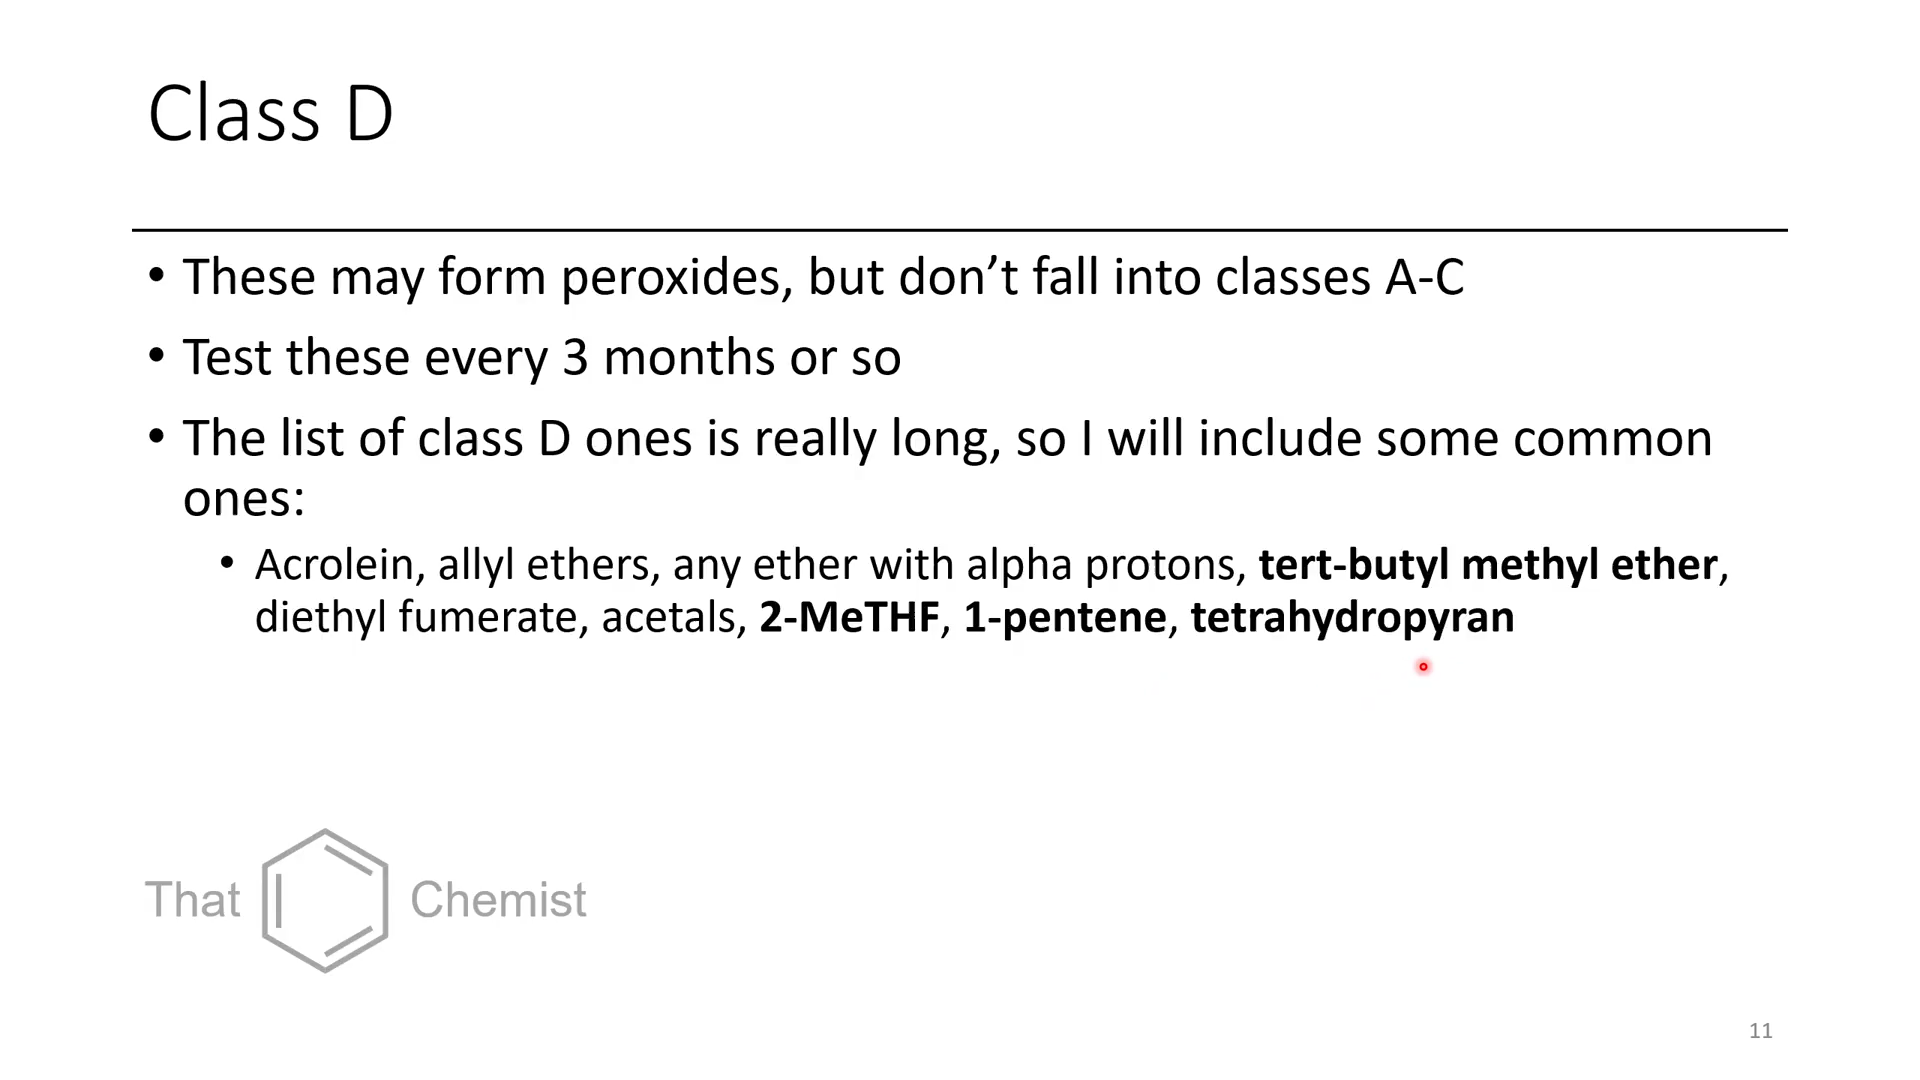 Class D
• These may form peroxides, but don’t fall into classes A-C
• Test these every 3 months or so
• The list of class D ones is really long, so I will include some common
ones:
• Acrolein, allyl ethers, any ether with alpha protons, tert-butyl methyl ether,
diethyl fumerate, acetals, 2-MeTHF, 1-pentene, tetrahydropyran
That Chemist
11